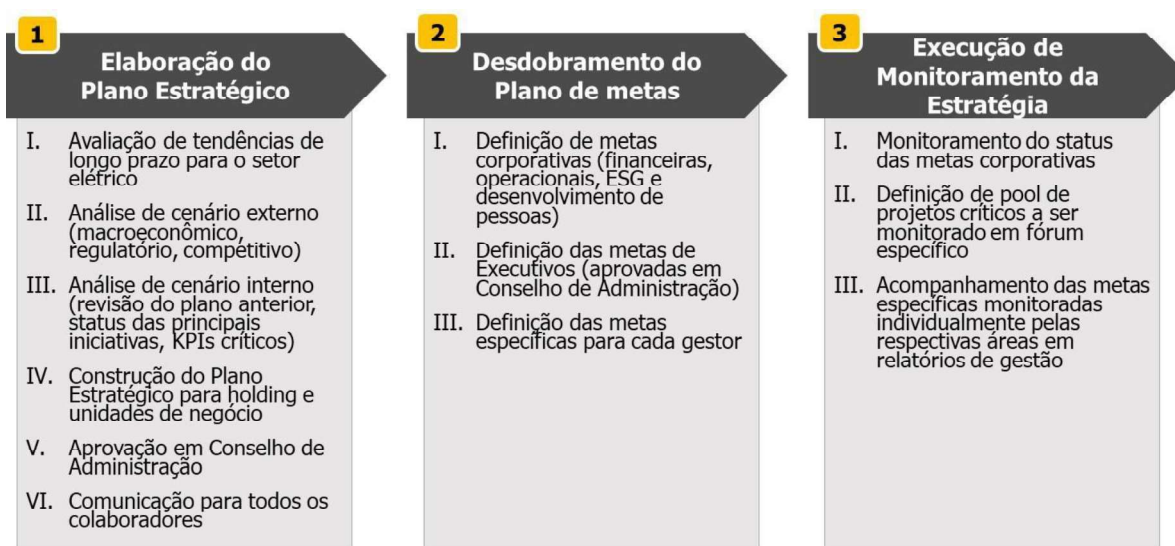 1
Elaboração do
Plano Estratégico
I. Avaliação de tendências de
longo prazo para o setor
elétrico
II. Análise de cenário externo
(macroeconômico,
regulatório, competitivo)
III. Análise de cenário interno
(revisão do plano anterior,
status das principais
iniciativas, KPIs críticos)
IV. Construção do Plano
Estratégico para holding e
unidades de negócio
V. Aprovação em Conselho de
Administração
VI. Comunicação para todos os
colaboradores
2
Desdobramento do
Plano de metas
I. Definição de metas
corporativas (financeiras,
operacionais, ESG e
desenvolvimento de
pessoas)
II. Definição das metas de
Executivos (aprovadas em
Conselho de Administração)
III. Definição das metas
específicas para cada gestor
3
Execução de
Monitoramento da
Estratégia
I. Monitoramento do status
das metas corporativas
II. Definição de pool de
projetos críticos a ser
monitorado em fórum
específico
III. Acompanhamento das metas
específicas monitoradas
individualmente pelas
respectivas áreas em
relatórios de gestão